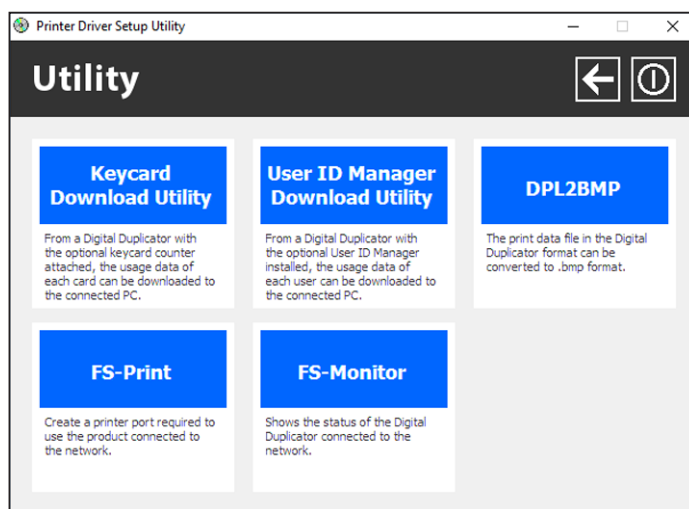 Printer Driver Setup Utility
Utility
Keycard
Download Utility
From a Digital Duplicator with
the optional keycard counter
attached, the usage data of
each card can be downloaded to
the connected PC.
User ID Manager
Download Utility
From a Digital Duplicator with
the optional User ID Manager
installed, the usage data of
each user can be downloaded to
the connected PC.
DPL2BMP
The print data file in the Digital
Duplicator format can be
converted to .bmp format.
FS-Print
Create a printer port required to
use the product connected to
the network.
FS-Monitor
Shows the status of the Digital
Duplicator connected to the
network.